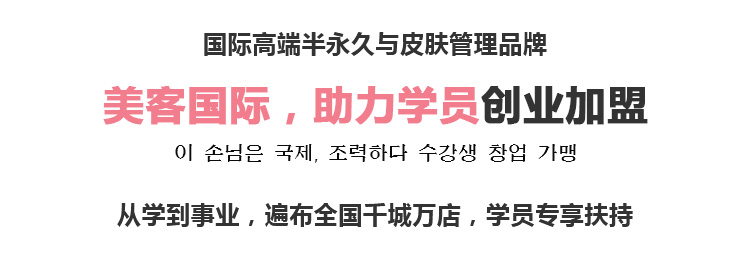 国际高端半永久与皮肤管理品牌
美客国际，助力学员创业加盟
이 손님은 국제, 조력하다 수강생 창업 가맹
从学到事业，遍布全国千城万店，学员专享扶持